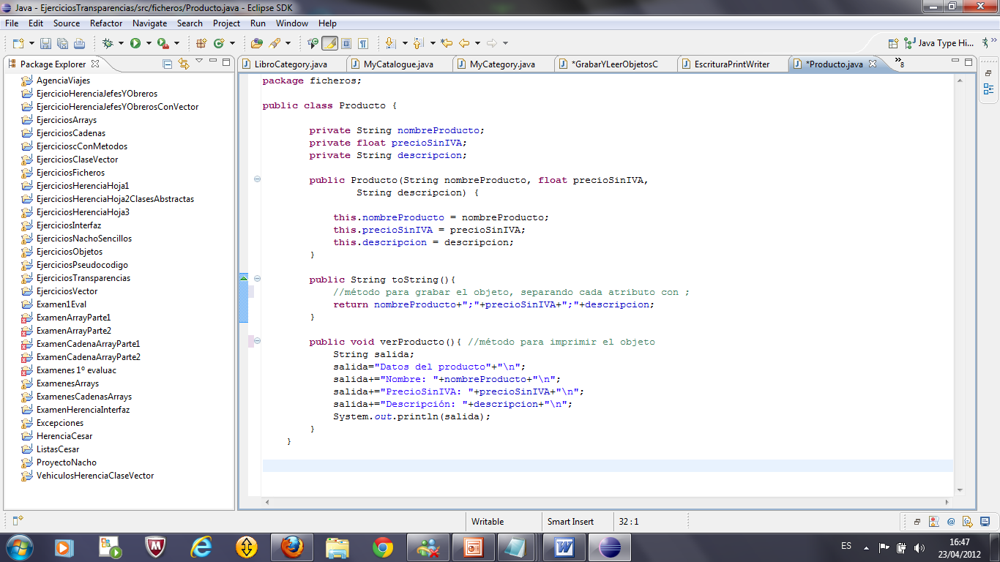 Java - EjerciciosTransparencias/src/ficheros/Producto.java - Eclipse SDK
File Edit Source Refactor Navigate Search Project Run Window Help
Java Type Hi...
Package Explorer
LibroCategory.java
MyCatalogue.java
MyCategory.java
*GrabarYLeerObjetosC
EscrituraPrintWriter
*Producto.java
»8
AgenciaViajes
EjercicioHerenciaJefesYObreros
EjercicioHerenciaJefesYObrerosConVector
EjerciciosArrays
EjerciciosCadenas
EjercicioscConMetodos
EjerciciosClaseVector
EjerciciosFicheros
EjerciciosHerenciaHoja1
EjerciciosHerenciaHoja2ClasesAbstractas
EjerciciosHerenciaHoja3
EjerciciosInterfaz
EjerciciosNachoSencillos
EjerciciosObjetos
EjerciciosPseudocodigo
EjerciciosTransparencias
EjerciciosVector
Examen1Eval
ExamenArrayParte1
ExamenArrayParte2
ExamenCadenaArrayParte1
ExamenCadenaArrayParte2
Examenes 1º evaluac
ExamenesArrays
ExamenesCadenasArrays
ExamenHerenciaInterfaz
Excepciones
HerenciaCesar
ListasCesar
ProyectoNacho
VehiculosHerenciaClaseVector
package ficheros;
public class Producto {
private String nombreProducto;
private float precioSinIVA;
private String descripcion;
public Producto(String nombreProducto, float precioSinIVA,
String descripcion) {
this.nombreProducto = nombreProducto;
this.precioSinIVA = precioSinIVA;
this.descripcion = descripcion;
}
public String toString(){
//método para grabar el objeto, separando cada atributo con ;
return nombreProducto+";"+precioSinIVA+";"+descripcion;
}
public void verProducto(){ //método para imprimir el objeto
String salida;
salida="Datos del producto"+"\n";
salida+="Nombre: "+nombreProducto+"\n";
salida+="PrecioSinIVA: "+precioSinIVA+"\n";
salida+="Descripción: "+descripcion+"\n";
System.out.println(salida);
}
}
Writable
Smart Insert
32 : 1
ES
16:47
23/04/2012